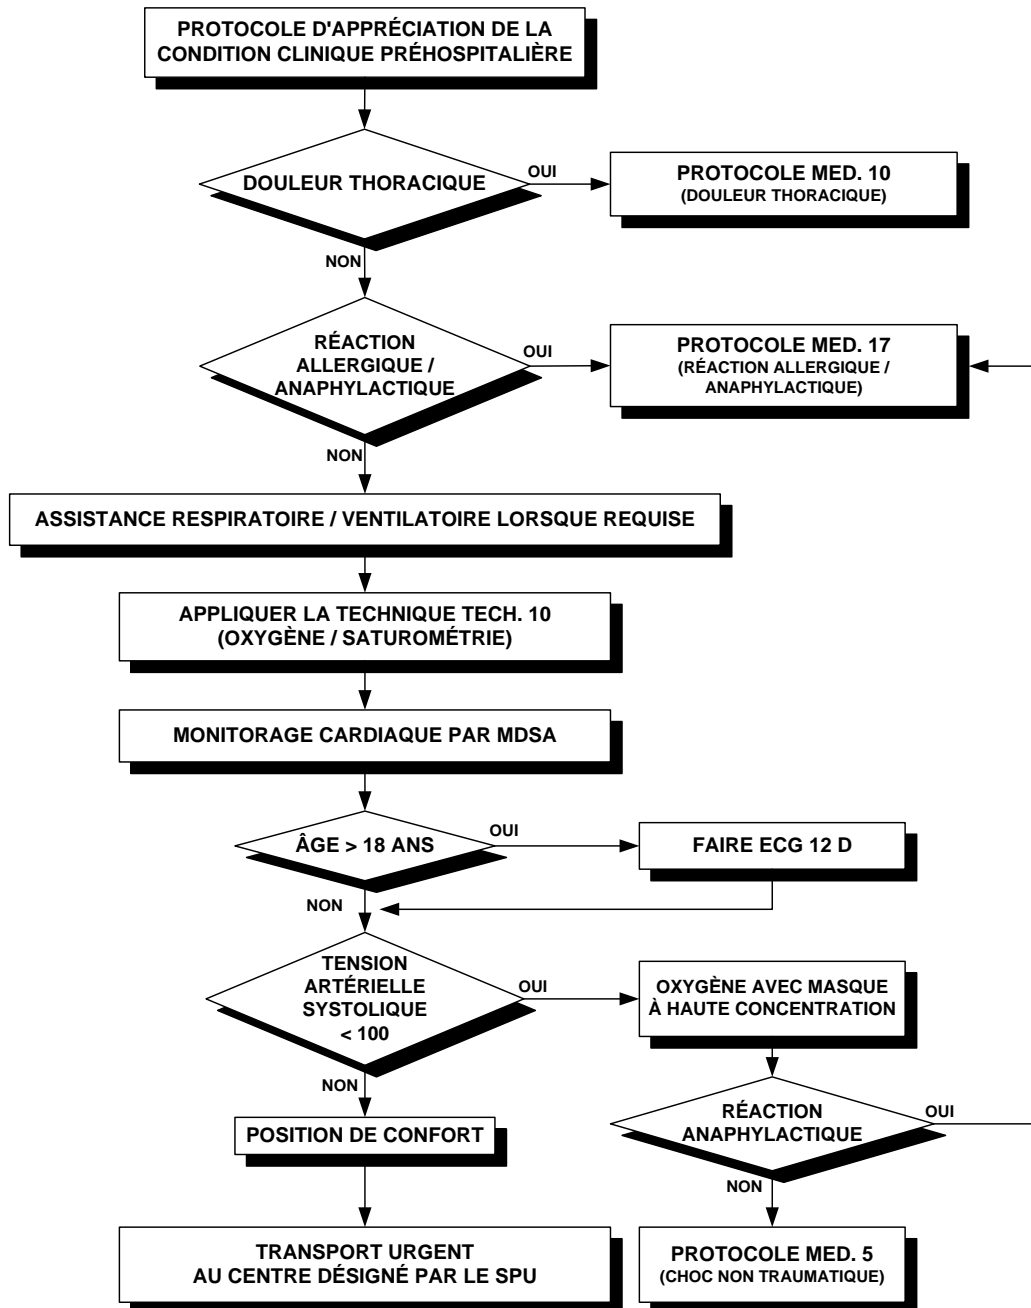 PROTOCOLE D'APPRÉCIATION DE LA
CONDITION CLINIQUE PRÉHOSPITALIÈRE
DOULEUR THORACIQUE
OUI
PROTOCOLE MED. 10
(DOULEUR THORACIQUE)
NON
RÉACTION
ALLERGIQUE /
ANAPHYLACTIQUE
OUI
PROTOCOLE MED. 17
(RÉACTION ALLERGIQUE /
ANAPHYLACTIQUE)
NON
ASSISTANCE RESPIRATOIRE / VENTILATOIRE LORSQUE REQUISE
APPLIQUER LA TECHNIQUE TECH. 10
(OXYGÈNE / SATUROMÉTRIE)
MONITORAGE CARDIAQUE PAR MDSA
ÂGE > 18 ANS
OUI
FAIRE ECG 12 D
NON
TENSION
ARTÉRIELLE
SYSTOLIQUE
< 100
OUI
OXYGÈNE AVEC MASQUE
À HAUTE CONCENTRATION
NON
POSITION DE CONFORT
RÉACTION
ANAPHYLACTIQUE
OUI
NON
TRANSPORT URGENT
AU CENTRE DÉSIGNÉ PAR LE SPU
PROTOCOLE MED. 5
(CHOC NON TRAUMATIQUE)